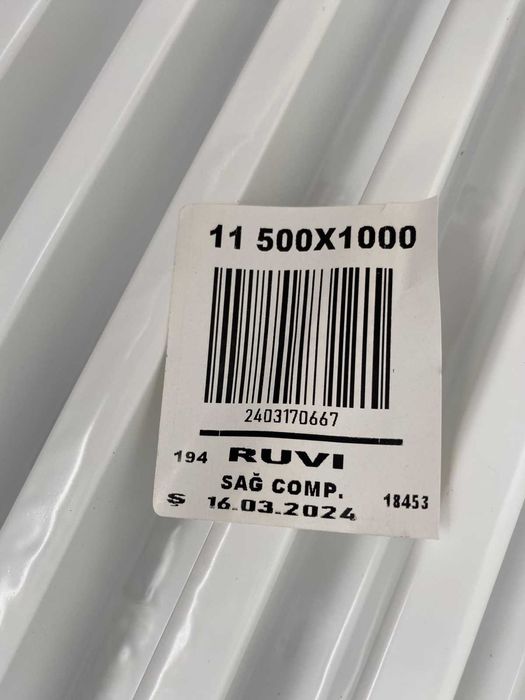 11 500X1000
2403170667
194 RUVI
SAĞ COMP.
Ş 16.03.2024 18453